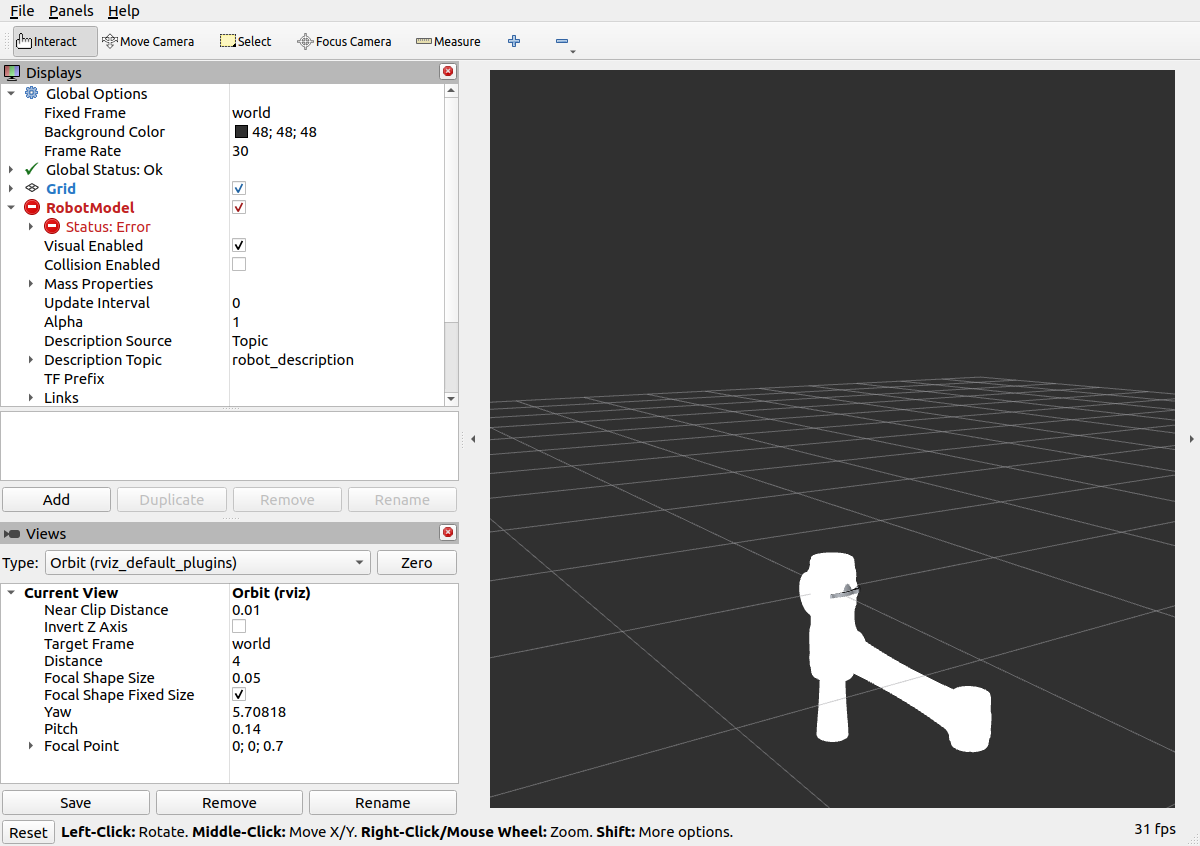 File Panels Help
Interact Move Camera Select Focus Camera Measure
Displays
Global Options
Fixed Frame world
Background Color 48; 48; 48
Frame Rate 30
Global Status: Ok
Grid
RobotModel
Status: Error
Visual Enabled
Collision Enabled
Mass Properties
Update Interval 0
Alpha 1
Description Source Topic
Description Topic robot_description
TF Prefix
Links
Add Duplicate Remove Rename
Views
Type: Orbit (rviz_default_plugins) Zero
Current View Orbit (rviz)
Near Clip Distance 0.01
Invert Z Axis
Target Frame world
Distance 4
Focal Shape Size 0.05
Focal Shape Fixed Size
Yaw 5.70818
Pitch 0.14
Focal Point 0; 0; 0.7
Save Remove Rename
Reset Left-Click: Rotate. Middle-Click: Move X/Y. Right-Click/Mouse Wheel: Zoom. Shift: More options. 31 fps